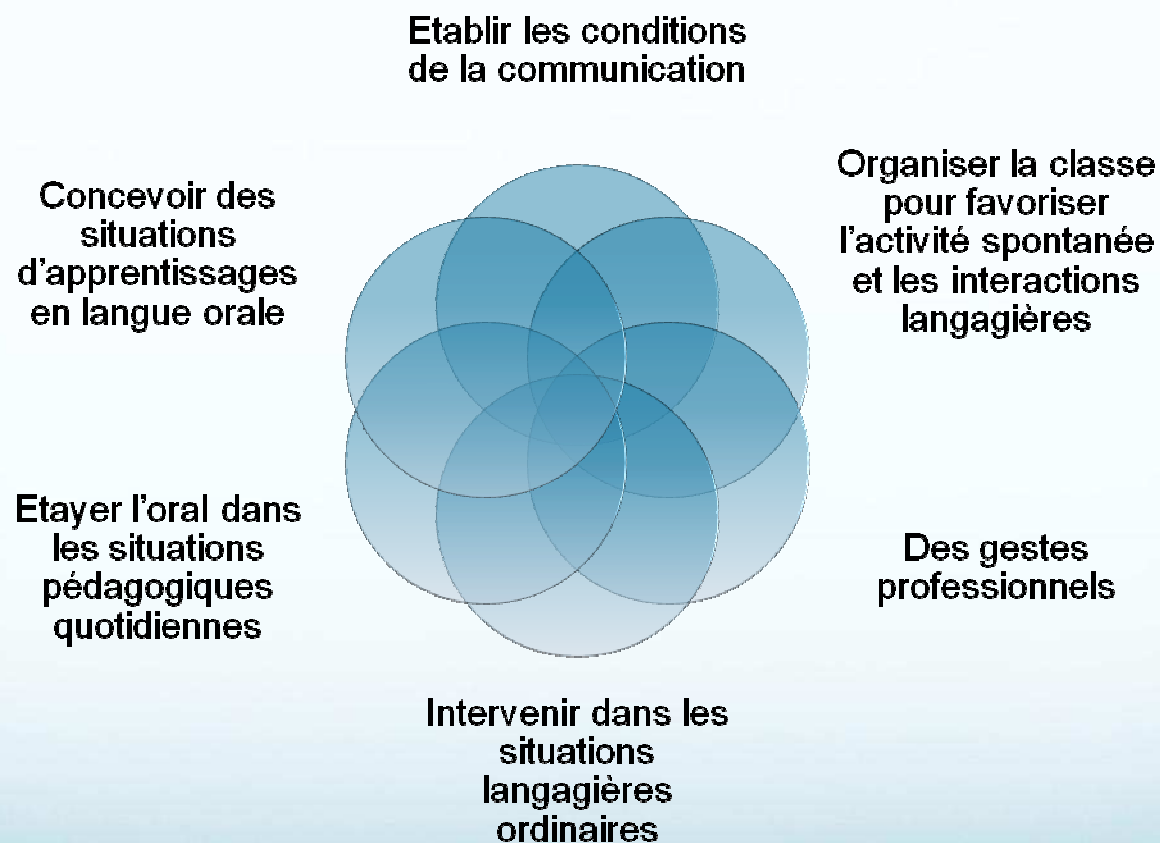 Etablir les conditions
de la communication
Organiser la classe
pour favoriser
l'activité spontanée
et les interactions
langagières
Des gestes
professionnels
Intervenir dans les
situations
langagières
ordinaires
Etayer l'oral dans
les situations
pédagogiques
quotidiennes
Concevoir des
situations
d'apprentissages
en langue orale